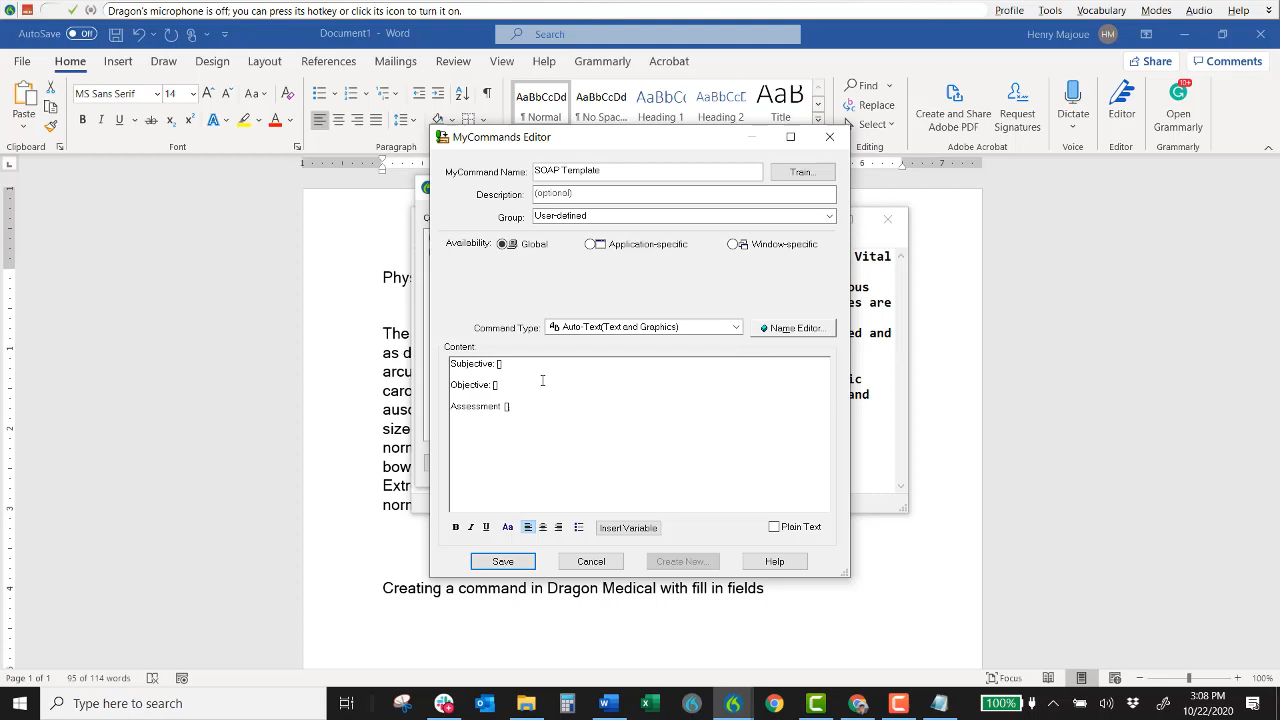 Dragon's microphone is off; you can press its hotkey or click its icon to turn it on.
Profile Tools Vocabulary Modes Audio Help
AutoSave Off
Document1 - Word
Search
Henry Majoue HM
File Home Insert Draw Design Layout References Mailings Review View Help Grammarly Acrobat
Share Comments
Paste
MS Sans Serif 14
AaBbCcDd AaBbCcDd AaBbCc AaBbCcE AaB
¶ Normal ¶ No Spac... Heading 1 Heading 2 Title
Find
Replace
Select
Create and Share Adobe PDF
Request Signatures
Dictate
Editor
10+
Open Grammarly
Clipboard Font Paragraph Adobe Acrobat Voice Editor Grammarly
MyCommands Editor
MyCommand Name: SOAP Template Train...
Description: (optional)
Group: User-defined
Availability: Global Application-specific Window-specific
Command Type: Auto-Text(Text and Graphics) Name Editor...
Content:
Subjective: []
Objective: []
Assessment []
B I U Aa Insert Variable Plain Text
Save Cancel Create New... Help
Vital
ous
es are
ed and
ic
and
Phys
The
as d
arcu
caro
ausc
size
norm
bow
Extr
norm
Creating a command in Dragon Medical with fill in fields
Page 1 of 1 95 of 114 words
Focus
100%
Type here to search
100%
3:08 PM
10/22/2020